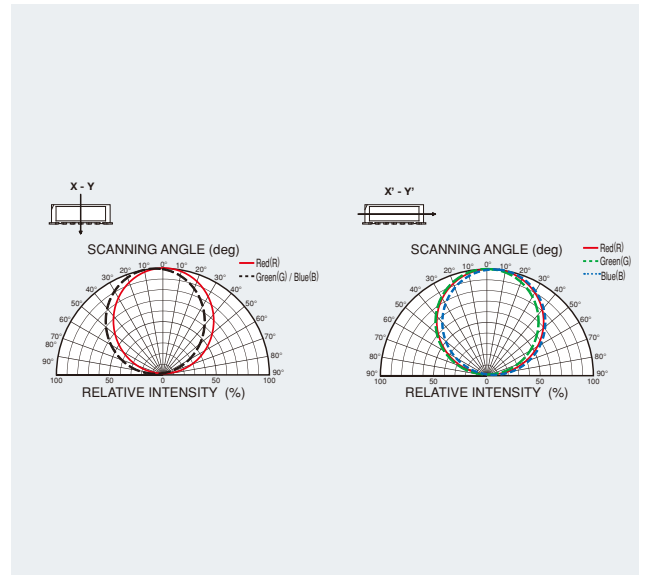 X - Y
SCANNING ANGLE (deg)
Red(R)
Green(G) / Blue(B)
0°
10° 10°
20° 20°
30° 30°
40° 40°
50° 50°
60° 60°
70° 70°
80° 80°
90° 90°
100 50 0 50 100
RELATIVE INTENSITY (%)
X' - Y'
SCANNING ANGLE (deg)
Red(R)
Green(G)
Blue(B)
0°
10° 10°
20° 20°
30° 30°
40° 40°
50° 50°
60° 60°
70° 70°
80° 80°
90° 90°
100 50 0 50 100
RELATIVE INTENSITY (%)